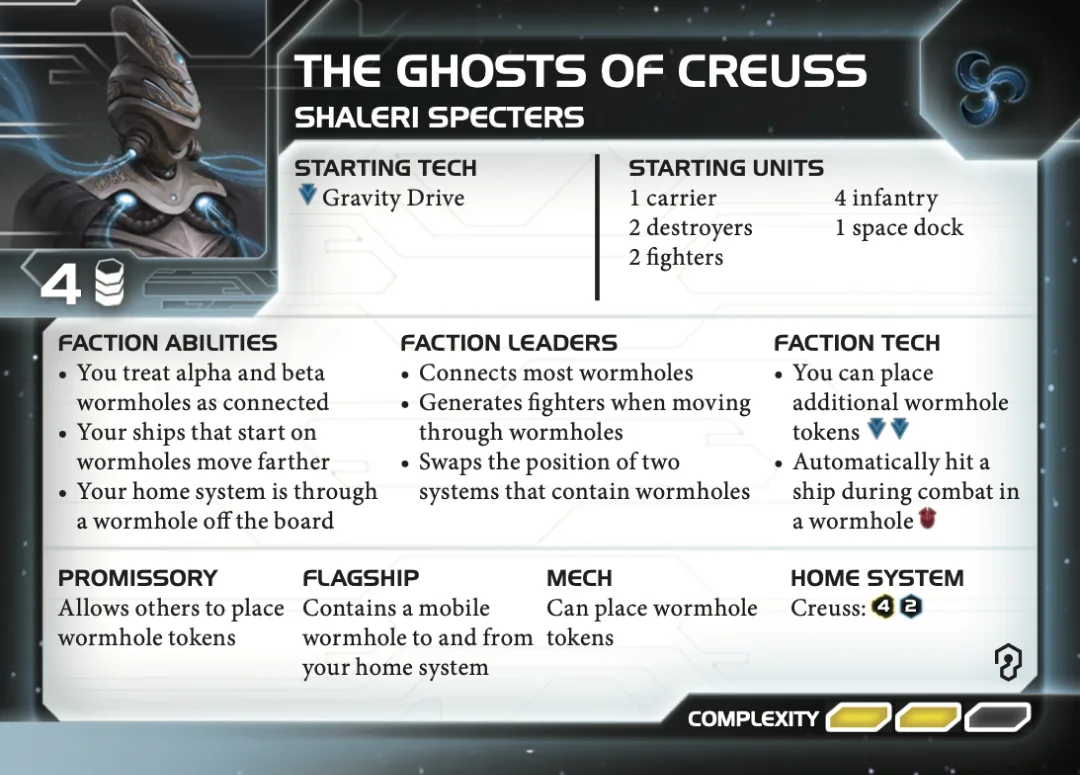 THE GHOSTS OF CREUSS
SHALERI SPECTERS
4
STARTING TECH
Gravity Drive
STARTING UNITS
1 carrier
2 destroyers
2 fighters
4 infantry
1 space dock
FACTION ABILITIES
• You treat alpha and beta
wormholes as connected
• Your ships that start on
wormholes move farther
• Your home system is through
a wormhole off the board
FACTION LEADERS
• Connects most wormholes
• Generates fighters when moving
through wormholes
• Swaps the position of two
systems that contain wormholes
FACTION TECH
• You can place
additional wormhole
tokens
• Automatically hit a
ship during combat in
a wormhole
PROMISSORY
Allows others to place
wormhole tokens
FLAGSHIP
Contains a mobile
wormhole to and from
your home system
MECH
Can place wormhole
tokens
HOME SYSTEM
Creuss: 4 2
COMPLEXITY